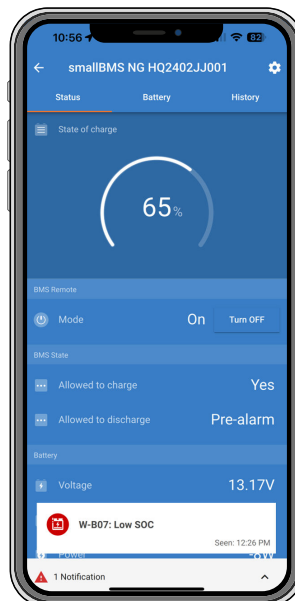 10:56 82
smallBMS NG HQ2402JJ001
Status Battery History
State of charge
65%
BMS Remote
Mode On Turn OFF
BMS State
Allowed to charge Yes
Allowed to discharge Pre-alarm
Battery
Voltage 13.17V
W-B07: Low SOC
Seen: 12:26 PM
Power -8W
1 Notification